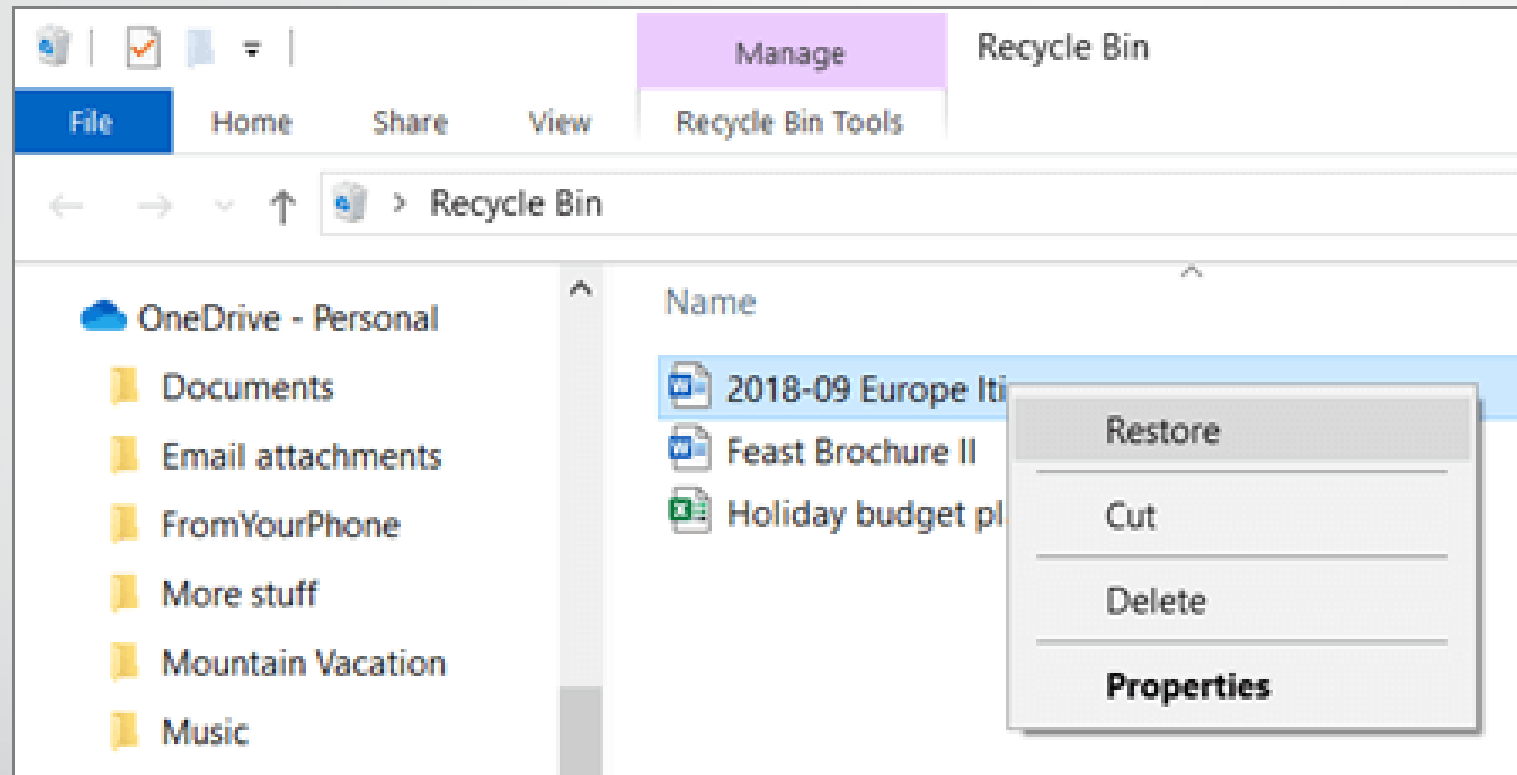 Manage
Recycle Bin
File
Home
Share
View
Recycle Bin Tools
Recycle Bin
OneDrive - Personal
Documents
Email attachments
FromYourPhone
More stuff
Mountain Vacation
Music
Name
2018-09 Europe Iti
Feast Brochure II
Holiday budget pl
Restore
Cut
Delete
Properties